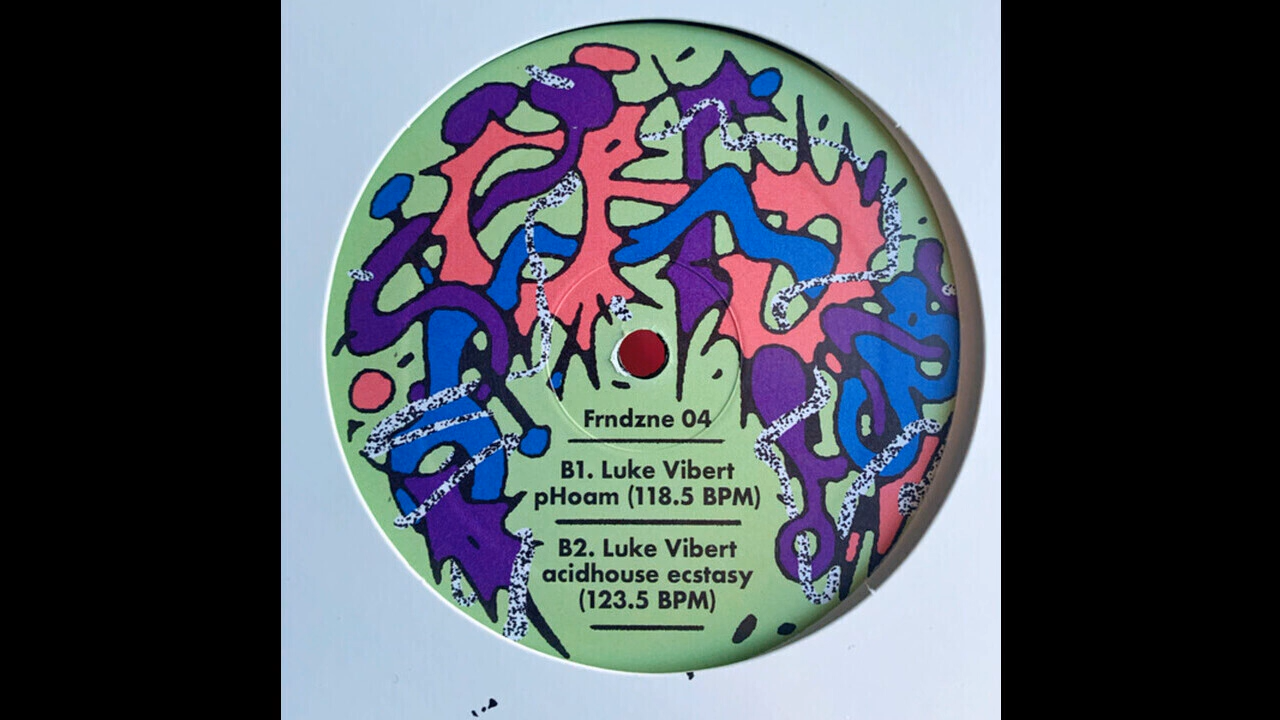 Frndzne 04
B1. Luke Vibert
pHoam (118.5 BPM)
B2. Luke Vibert
acidhouse ecstasy
(123.5 BPM)